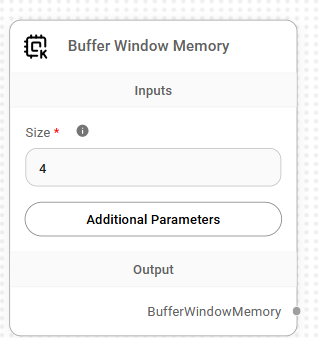 Buffer Window Memory
Inputs
Size *
4
Additional Parameters
Output
BufferWindowMemory